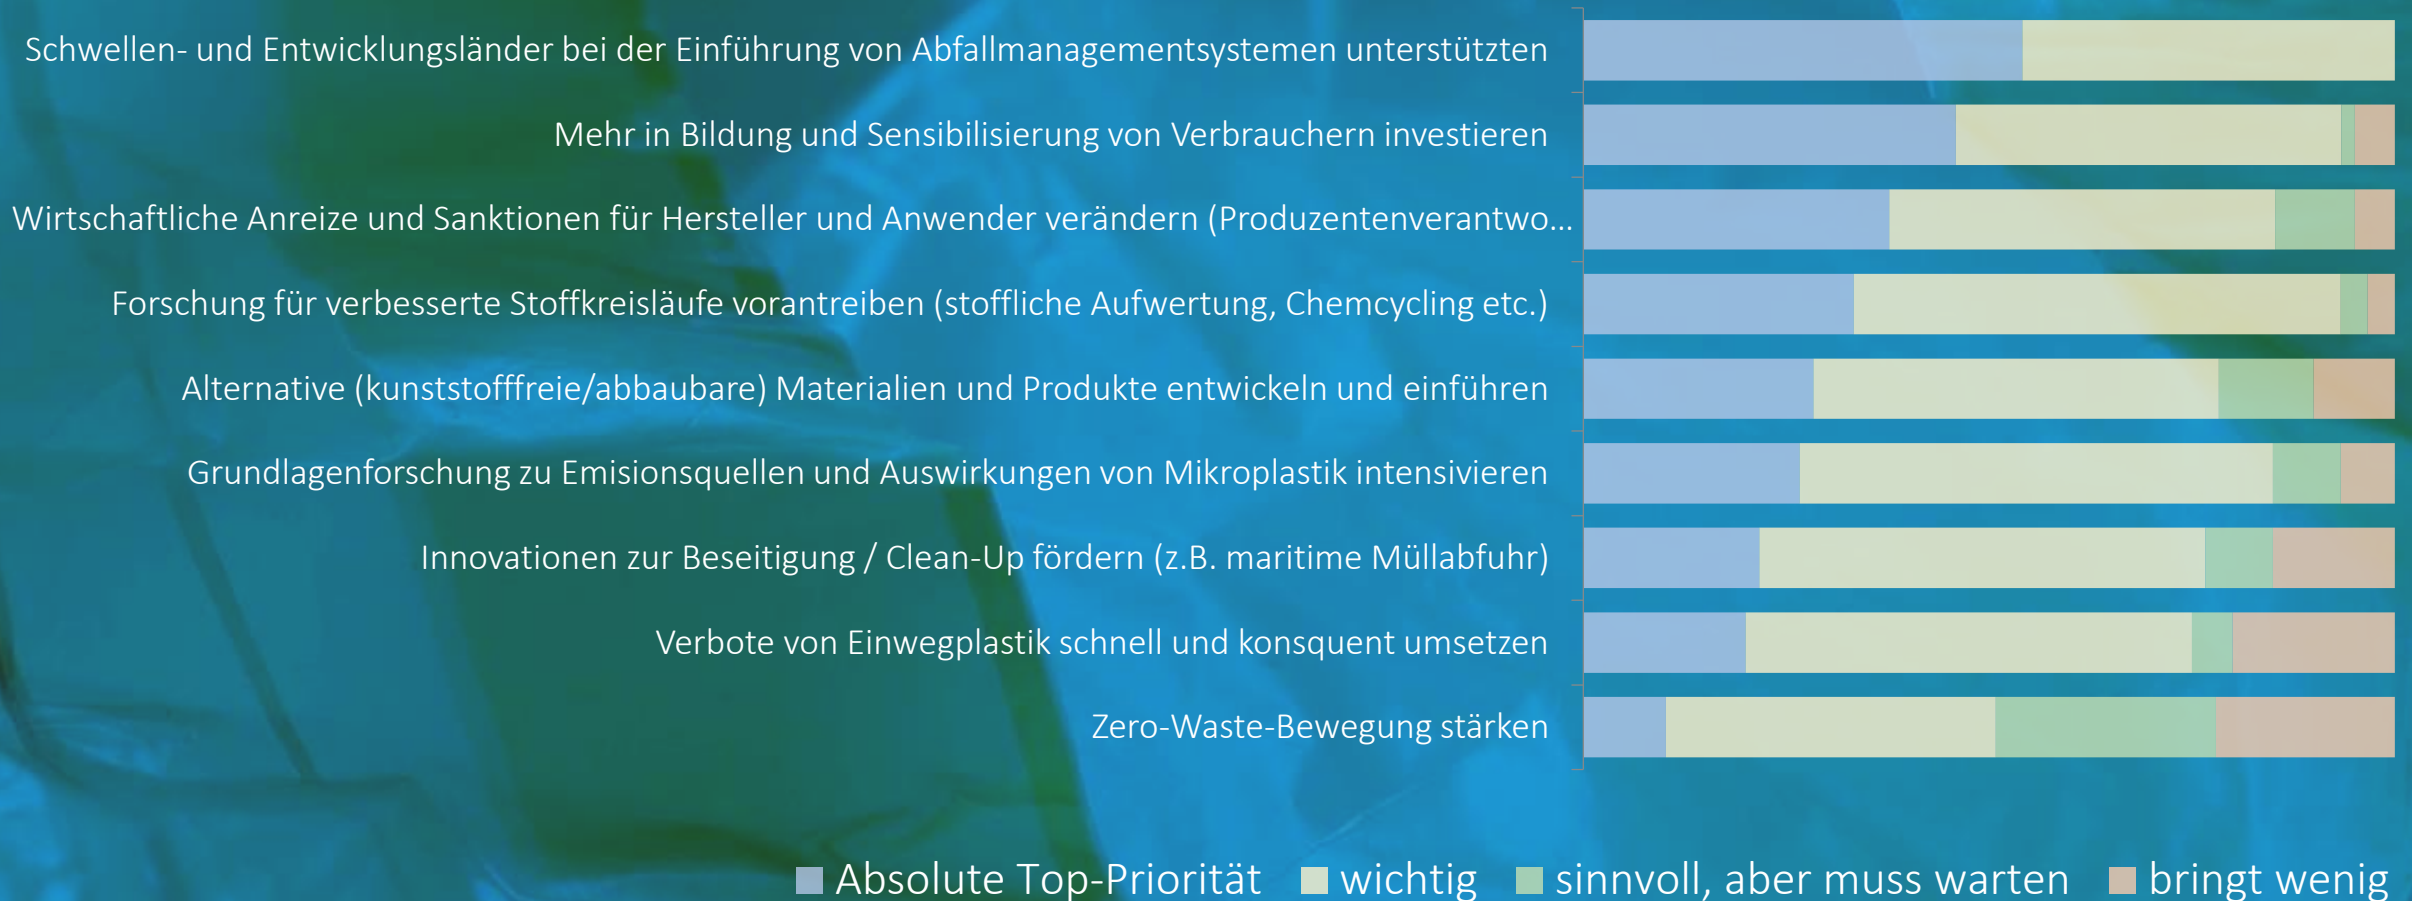 Schwellen- und Entwicklungsländer bei der Einführung von Abfallmanagementsystemen unterstützten
Mehr in Bildung und Sensibilisierung von Verbrauchern investieren
Wirtschaftliche Anreize und Sanktionen für Hersteller und Anwender verändern (Produzentenverantwo...
Forschung für verbesserte Stoffkreisläufe vorantreiben (stoffliche Aufwertung, Chemcycling etc.)
Alternative (kunststofffreie/abbaubare) Materialien und Produkte entwickeln und einführen
Grundlagenforschung zu Emisionsquellen und Auswirkungen von Mikroplastik intensivieren
Innovationen zur Beseitigung / Clean-Up fördern (z.B. maritime Müllabfuhr)
Verbote von Einwegplastik schnell und konsquent umsetzen
Zero-Waste-Bewegung stärken
Absolute Top-Priorität wichtig sinnvoll, aber muss warten bringt wenig